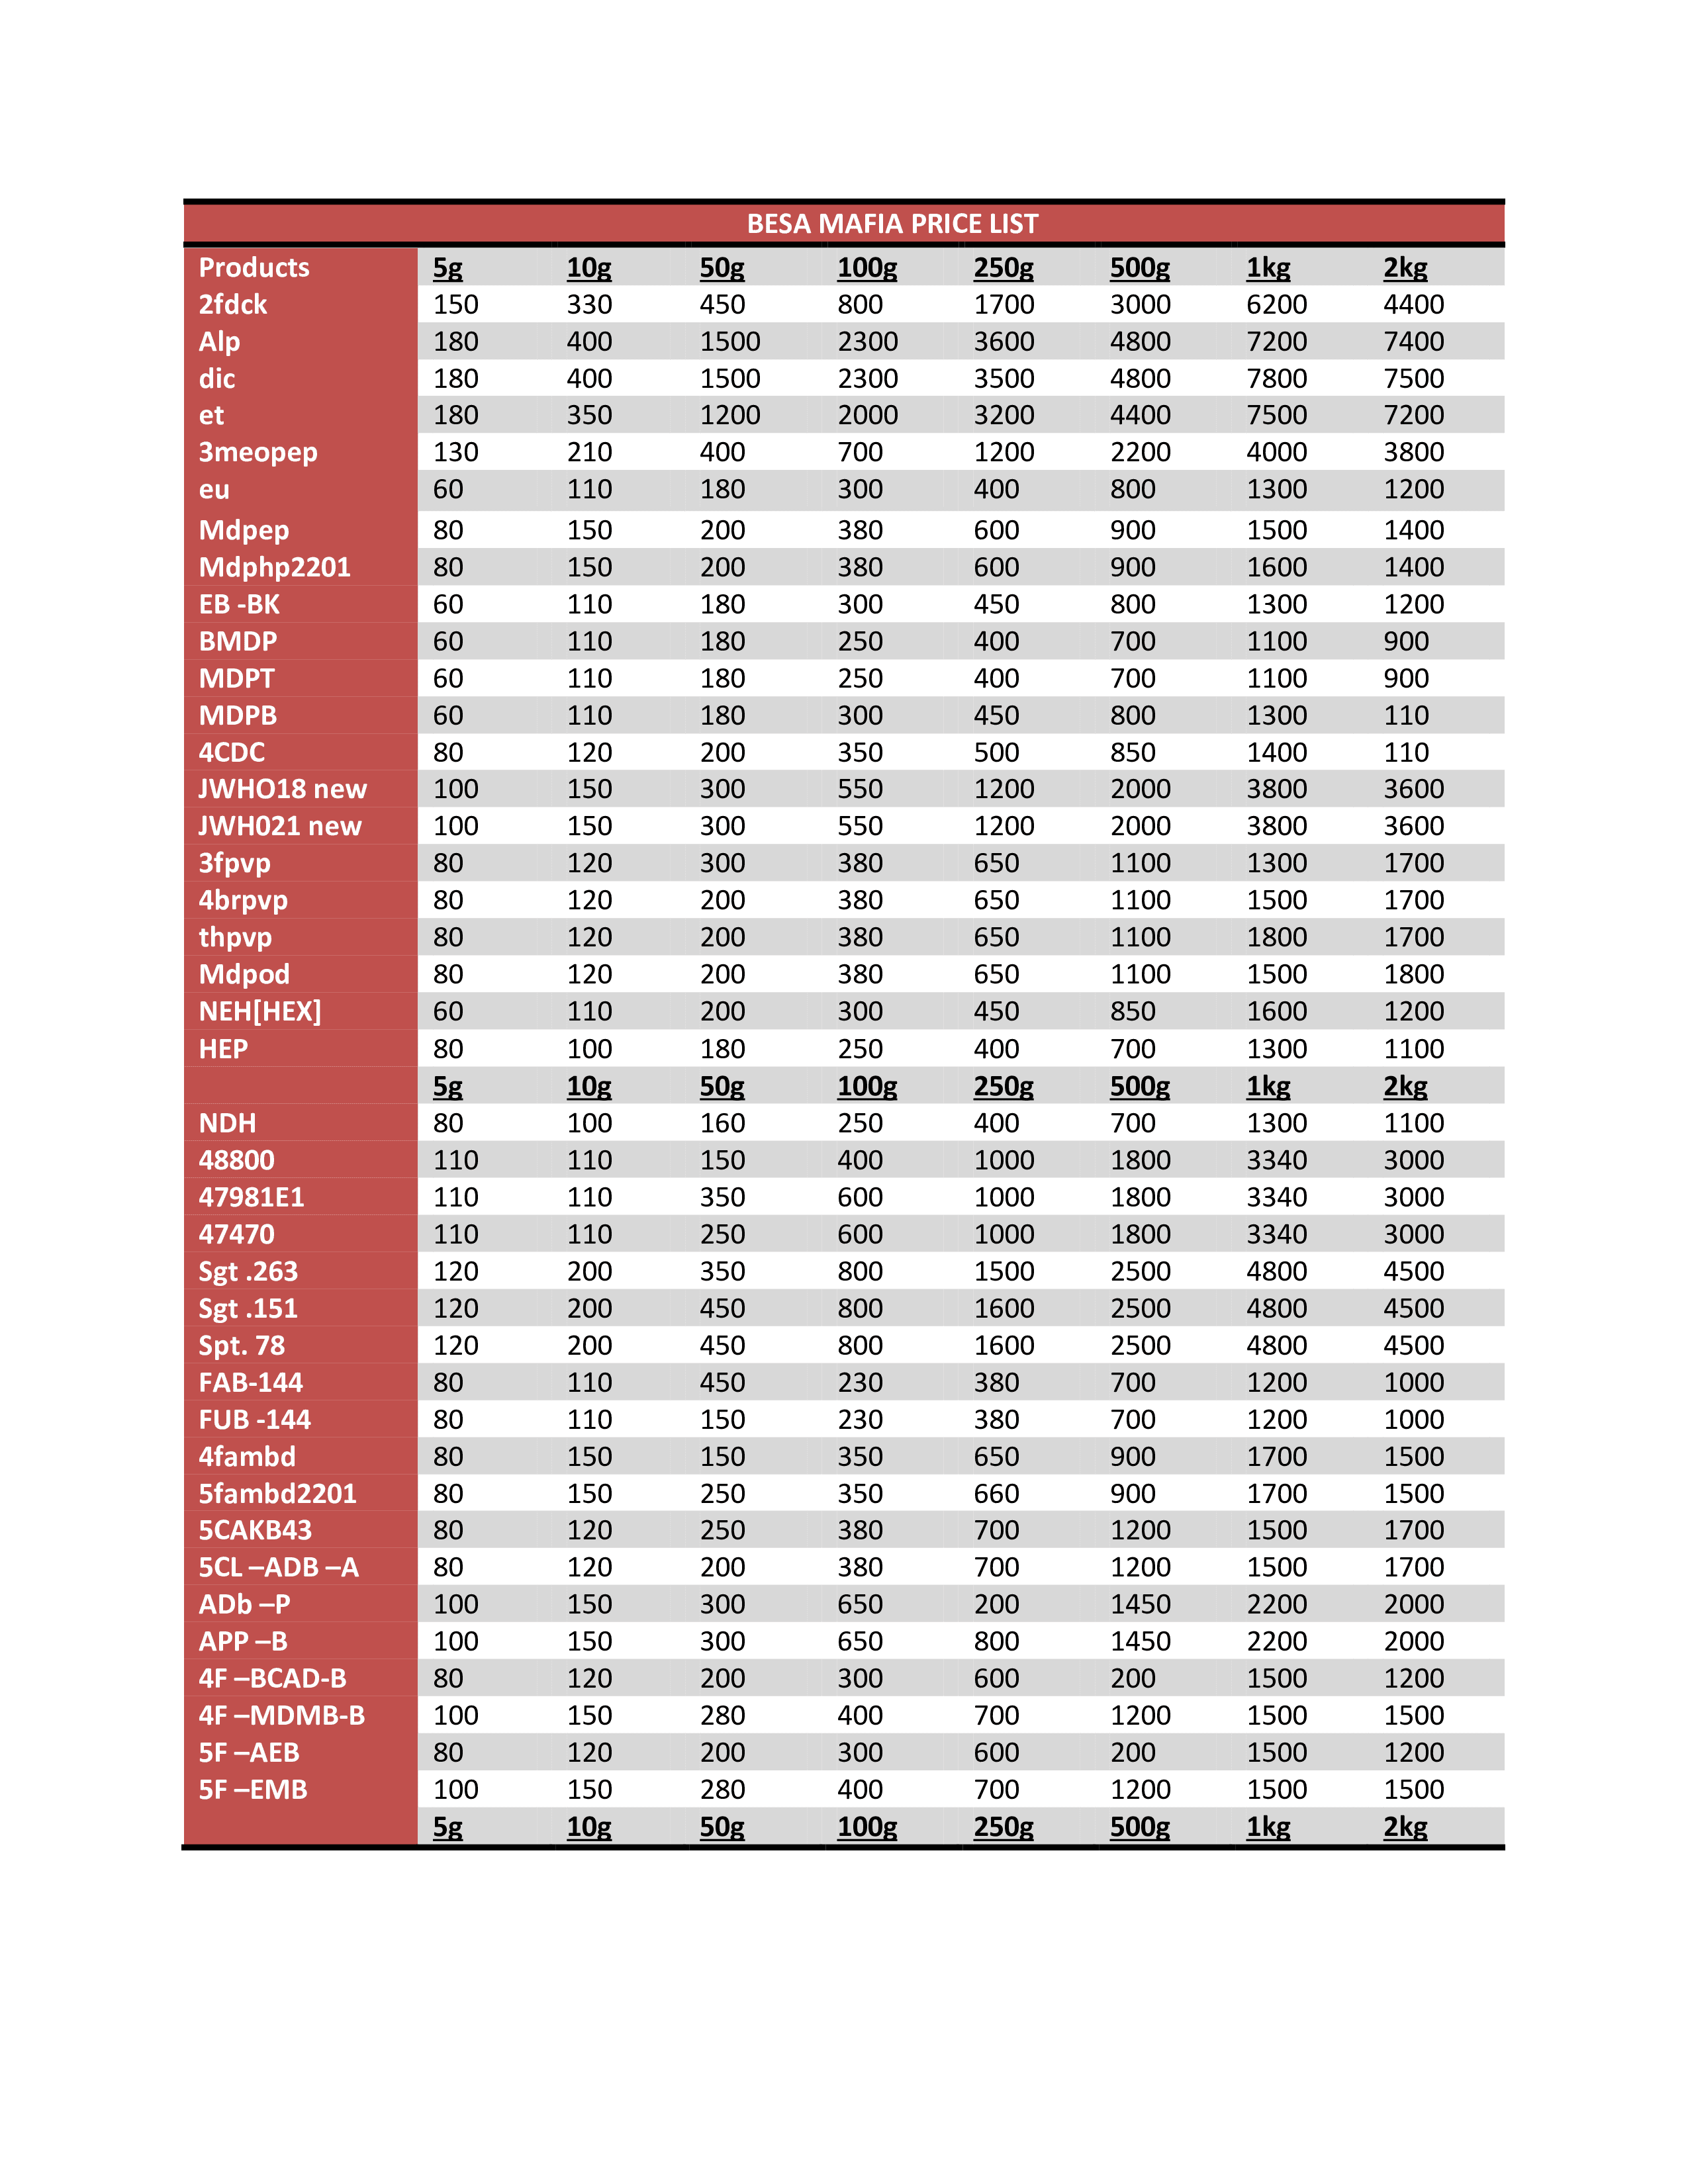 BESA MAFIA PRICE LIST
Products 5g 10g 50g 100g 250g 500g 1kg 2kg
2fdck 150 330 450 800 1700 3000 6200 4400
Alp 180 400 1500 2300 3600 4800 7200 7400
dic 180 400 1500 2300 3500 4800 7800 7500
et 180 350 1200 2000 3200 4400 7500 7200
3meopep 130 210 400 700 1200 2200 4000 3800
eu 60 110 180 300 400 800 1300 1200
Mdpep 80 150 200 380 600 900 1500 1400
Mdphp2201 80 150 200 380 600 900 1600 1400
EB -BK 60 110 180 300 450 800 1300 1200
BMDP 60 110 180 250 400 700 1100 900
MDPT 60 110 180 250 400 700 1100 900
MDPB 60 110 180 300 450 800 1300 110
4CDC 80 120 200 350 500 850 1400 110
JWHO18 new 100 150 300 550 1200 2000 3800 3600
JWH021 new 100 150 300 550 1200 2000 3800 3600
3fpvp 80 120 300 380 650 1100 1300 1700
4brpvp 80 120 200 380 650 1100 1500 1700
thpvp 80 120 200 380 650 1100 1800 1700
Mdpod 80 120 200 380 650 1100 1500 1800
NEH[HEX] 60 110 200 300 450 850 1600 1200
HEP 80 100 180 250 400 700 1300 1100
5g 10g 50g 100g 250g 500g 1kg 2kg
NDH 80 100 160 250 400 700 1300 1100
48800 110 110 150 400 1000 1800 3340 3000
47981E1 110 110 350 600 1000 1800 3340 3000
47470 110 110 250 600 1000 1800 3340 3000
Sgt .263 120 200 350 800 1500 2500 4800 4500
Sgt .151 120 200 450 800 1600 2500 4800 4500
Spt. 78 120 200 450 800 1600 2500 4800 4500
FAB-144 80 110 450 230 380 700 1200 1000
FUB -144 80 110 150 230 380 700 1200 1000
4fambd 80 150 150 350 650 900 1700 1500
5fambd2201 80 150 250 350 660 900 1700 1500
5CAKB43 80 120 250 380 700 1200 1500 1700
5CL –ADB –A 80 120 200 380 700 1200 1500 1700
ADb –P 100 150 300 650 200 1450 2200 2000
APP –B 100 150 300 650 800 1450 2200 2000
4F –BCAD-B 80 120 200 300 600 200 1500 1200
4F –MDMB-B 100 150 280 400 700 1200 1500 1500
5F –AEB 80 120 200 300 600 200 1500 1200
5F –EMB 100 150 280 400 700 1200 1500 1500
5g 10g 50g 100g 250g 500g 1kg 2kg